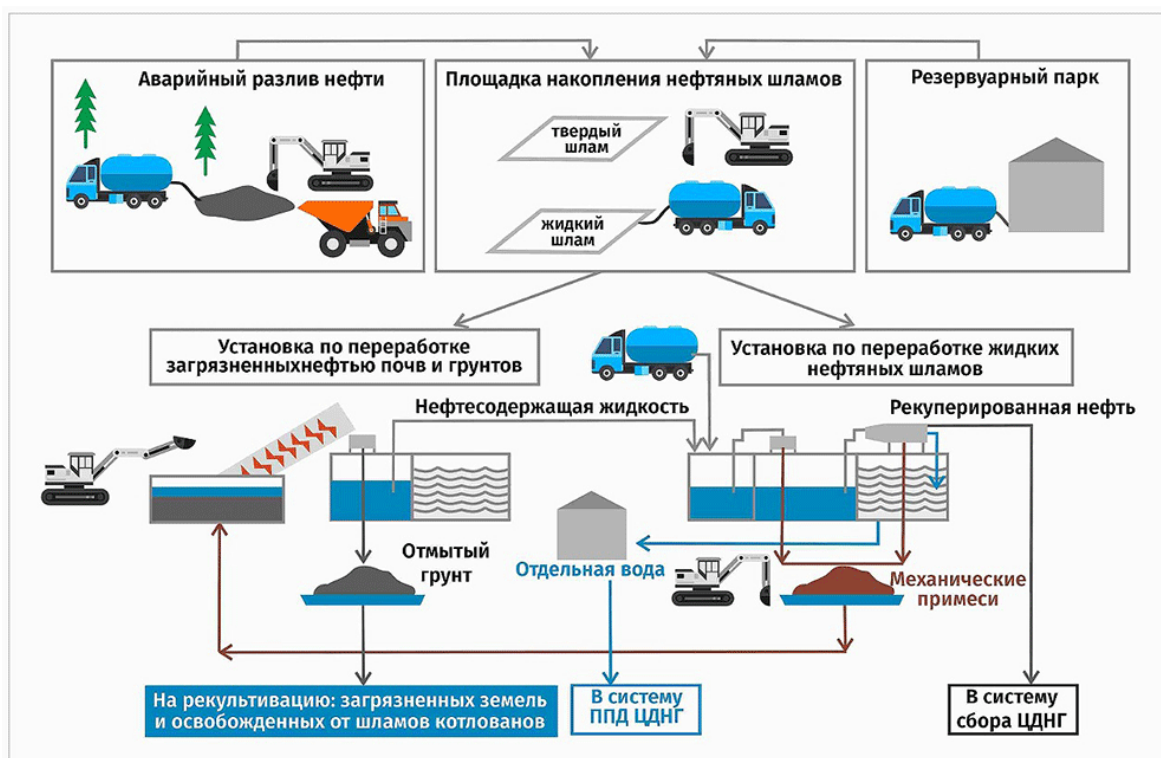 Аварийный разлив нефти
Площадка накопления нефтяных шламов
Резервуарный парк
твердый
шлам
жидкий
шлам
Установка по переработке
загрязненныхнефтью почв и грунтов
Установка по переработке жидких
нефтяных шламов
Нефтесодержащая жидкость
Рекуперированная нефть
Отмытый
грунт
Отдельная вода
Механические
примеси
На рекультивацию: загрязненных земель
и освобожденных от шламов котлованов
В систему
ППД ЦДНГ
В систему
сбора ЦДНГ